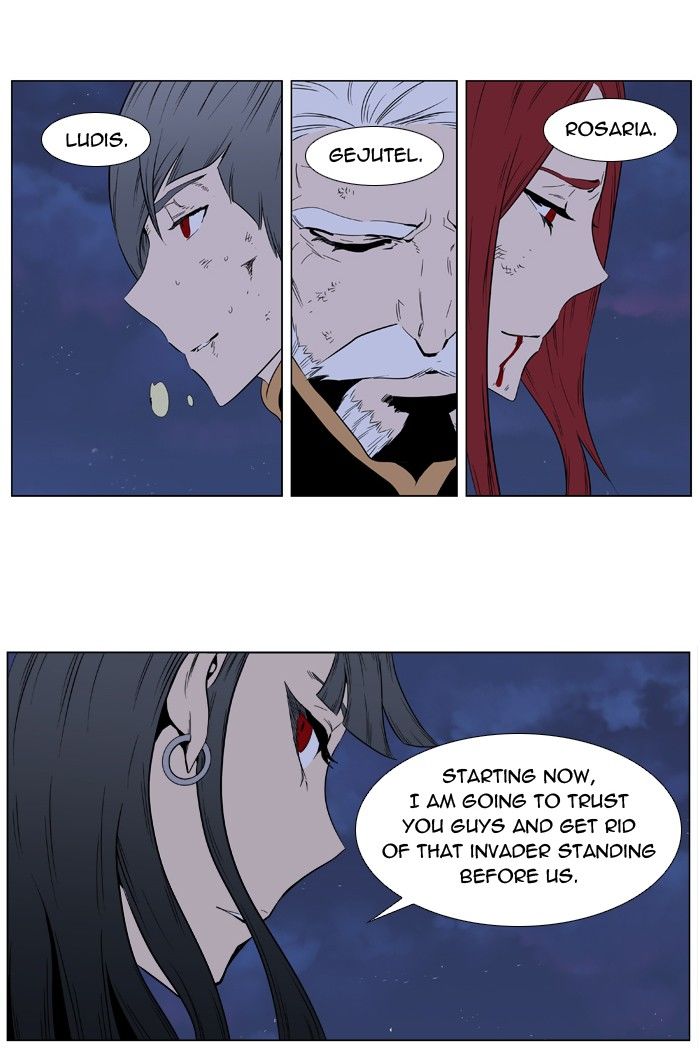 LUDIS.
GEJUTEL.
ROSARIA.
STARTING NOW,
I AM GOING TO TRUST
YOU GUYS AND GET RID
OF THAT INVADER STANDING
BEFORE US.